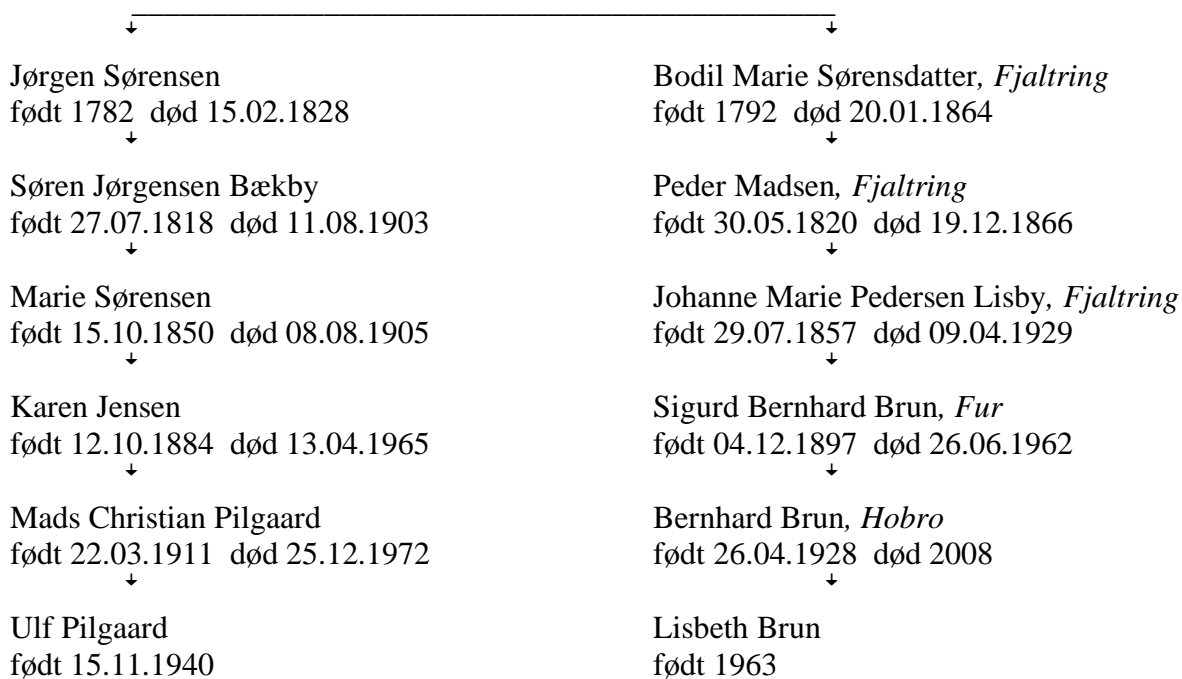 Jørgen Sørensen
født 1782 død 15.02.1828
Søren Jørgensen Bækby
født 27.07.1818 død 11.08.1903
Marie Sørensen
født 15.10.1850 død 08.08.1905
Karen Jensen
født 12.10.1884 død 13.04.1965
Mads Christian Pilgaard
født 22.03.1911 død 25.12.1972
Ulf Pilgaard
født 15.11.1940
Bodil Marie Sørensdatter, Fjaltring
født 1792 død 20.01.1864
Peder Madsen, Fjaltring
født 30.05.1820 død 19.12.1866
Johanne Marie Pedersen Lisby, Fjaltring
født 29.07.1857 død 09.04.1929
Sigurd Bernhard Brun, Fur
født 04.12.1897 død 26.06.1962
Bernhard Brun, Hobro
født 26.04.1928 død 2008
Lisbeth Brun
født 1963